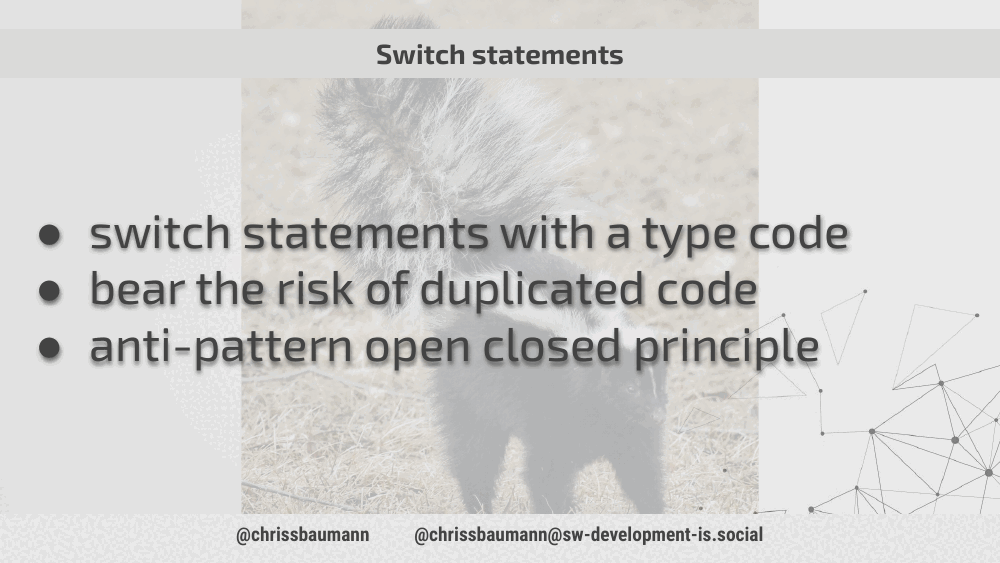 Switch statements
● switch statements with a type code
● bear the risk of duplicated code
● anti-pattern open closed principle
@chrissbaumann @chrissbaumann@sw-development-is.social